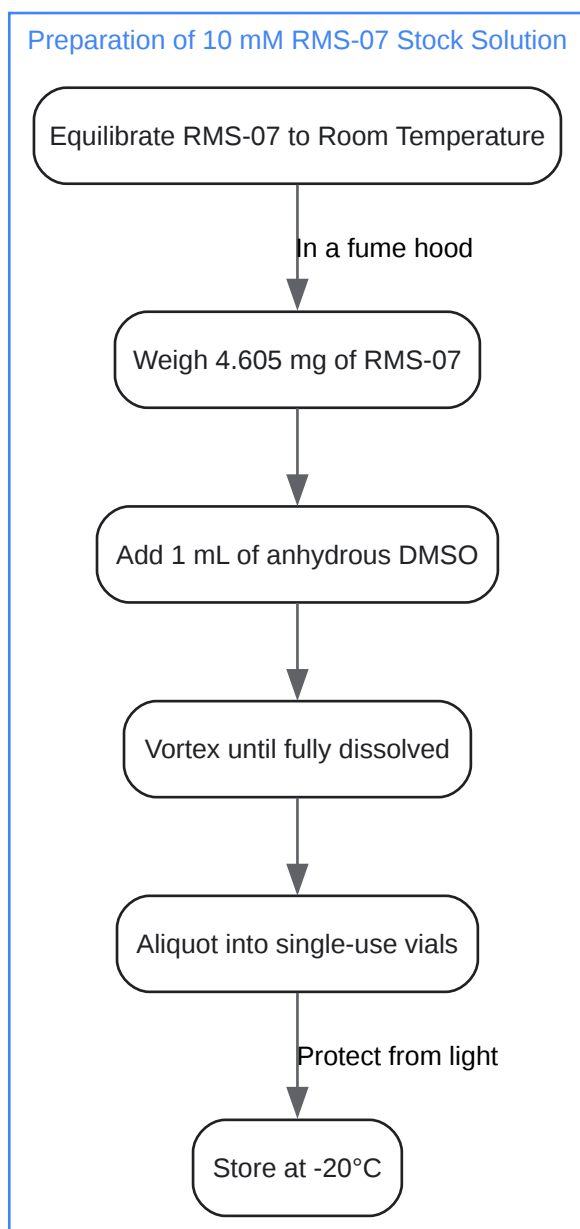 Preparation of 10 mM RMS-07 Stock Solution
Equilibrate RMS-07 to Room Temperature
In a fume hood
Weigh 4.605 mg of RMS-07
Add 1 mL of anhydrous DMSO
Vortex until fully dissolved
Aliquot into single-use vials
Protect from light
Store at -20°C